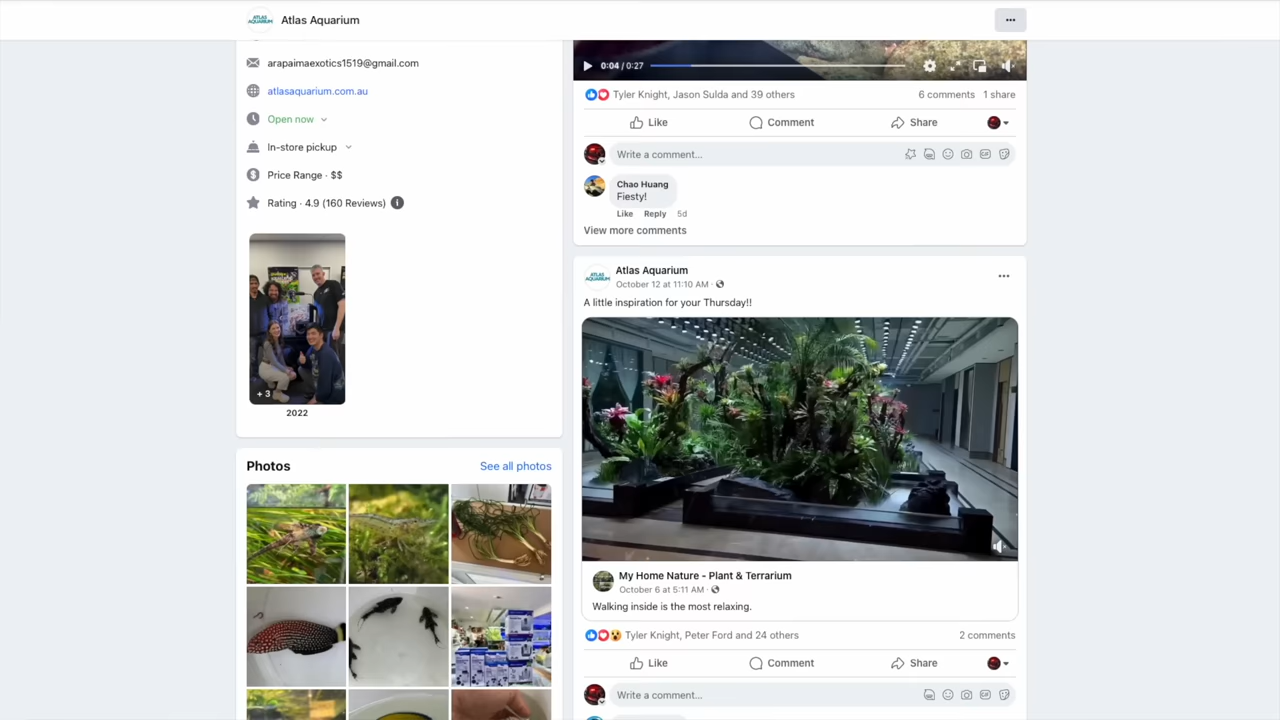 ATLAS AQUARIUM
Atlas Aquarium
arapaimaexotics1519@gmail.com
atlasaquarium.com.au
Open now
In-store pickup
Price Range · $$
Rating · 4.9 (160 Reviews)
+ 3
2022
Photos
See all photos
0:04 / 0:27
Tyler Knight, Jason Sulda and 39 others
6 comments 1 share
Like Comment Share
Write a comment...
Chao Huang
Fiesty!
Like Reply 5d
View more comments
ATLAS AQUARIUM
Atlas Aquarium
October 12 at 11:10 AM ·
A little inspiration for your Thursday!!
My Home Nature - Plant & Terrarium
October 6 at 5:11 AM ·
Walking inside is the most relaxing.
Tyler Knight, Peter Ford and 24 others
2 comments
Like Comment Share
Write a comment...